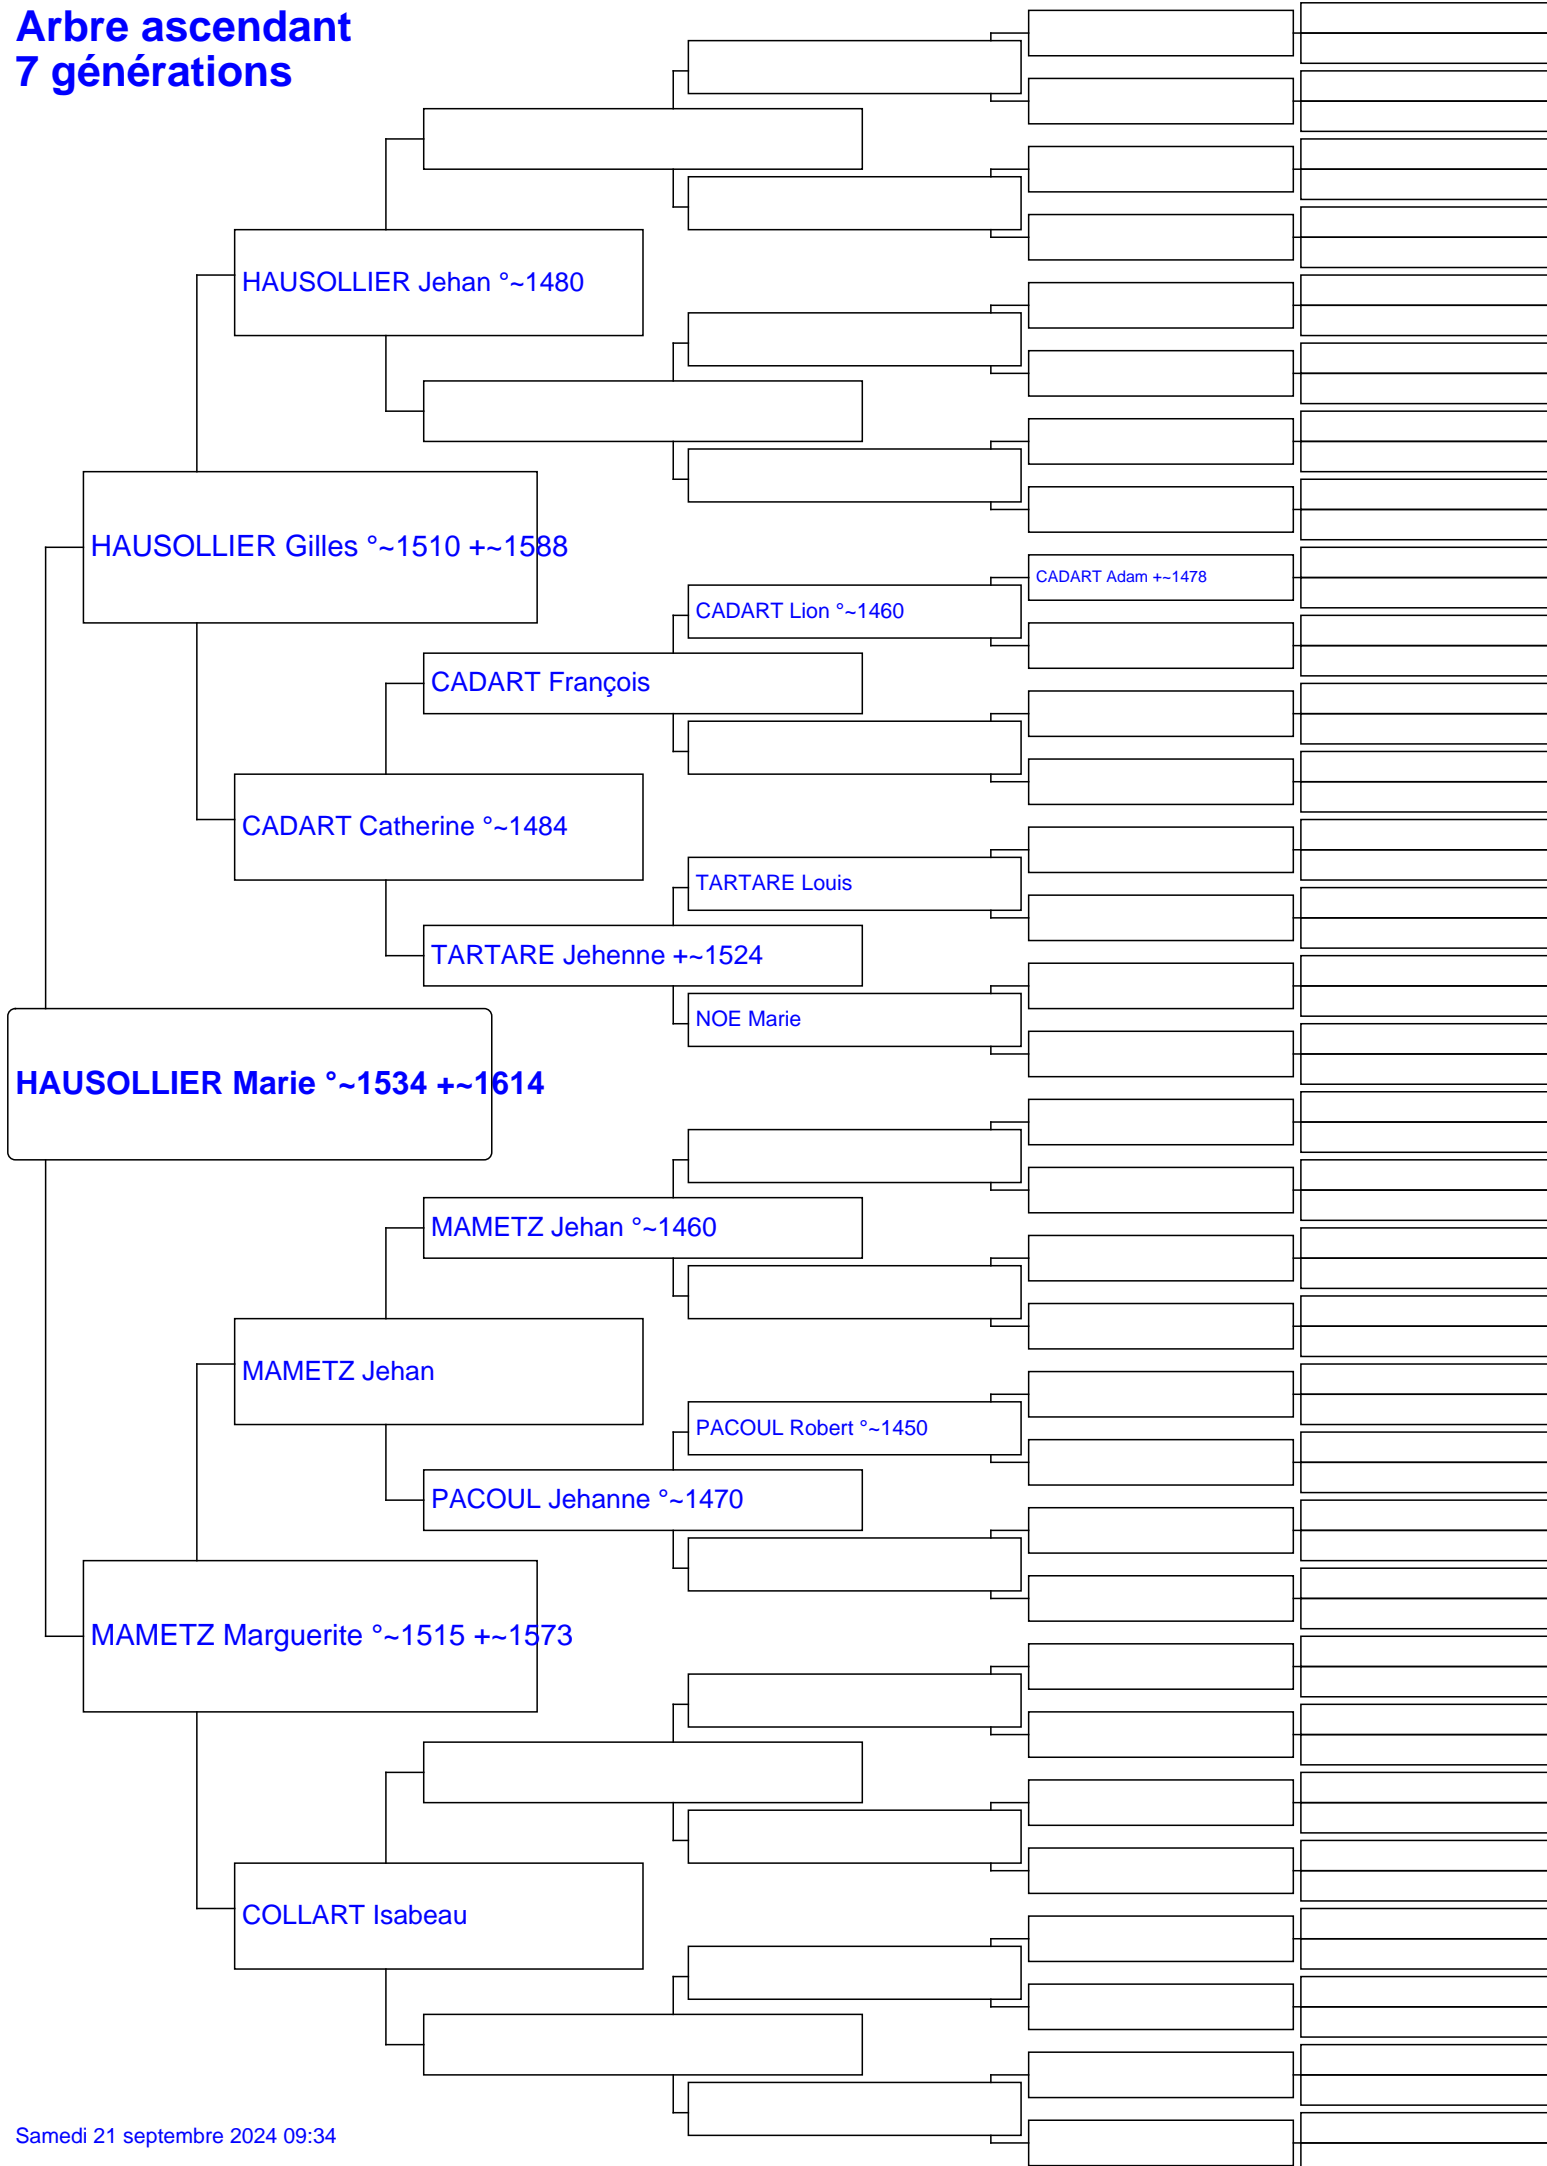 Arbre ascendant
7 générations
HAUSOLLIER Jehan °~1480
HAUSOLLIER Gilles °~1510 +~1588
CADART Adam +~1478
CADART Lion °~1460
CADART François
CADART Catherine °~1484
TARTARE Louis
TARTARE Jehenne +~1524
NOE Marie
HAUSOLLIER Marie °~1534 +~1614
MAMETZ Jehan °~1460
MAMETZ Jehan
PACOUL Robert °~1450
PACOUL Jehanne °~1470
MAMETZ Marguerite °~1515 +~1573
COLLART Isabeau
Samedi 21 septembre 2024 09:34